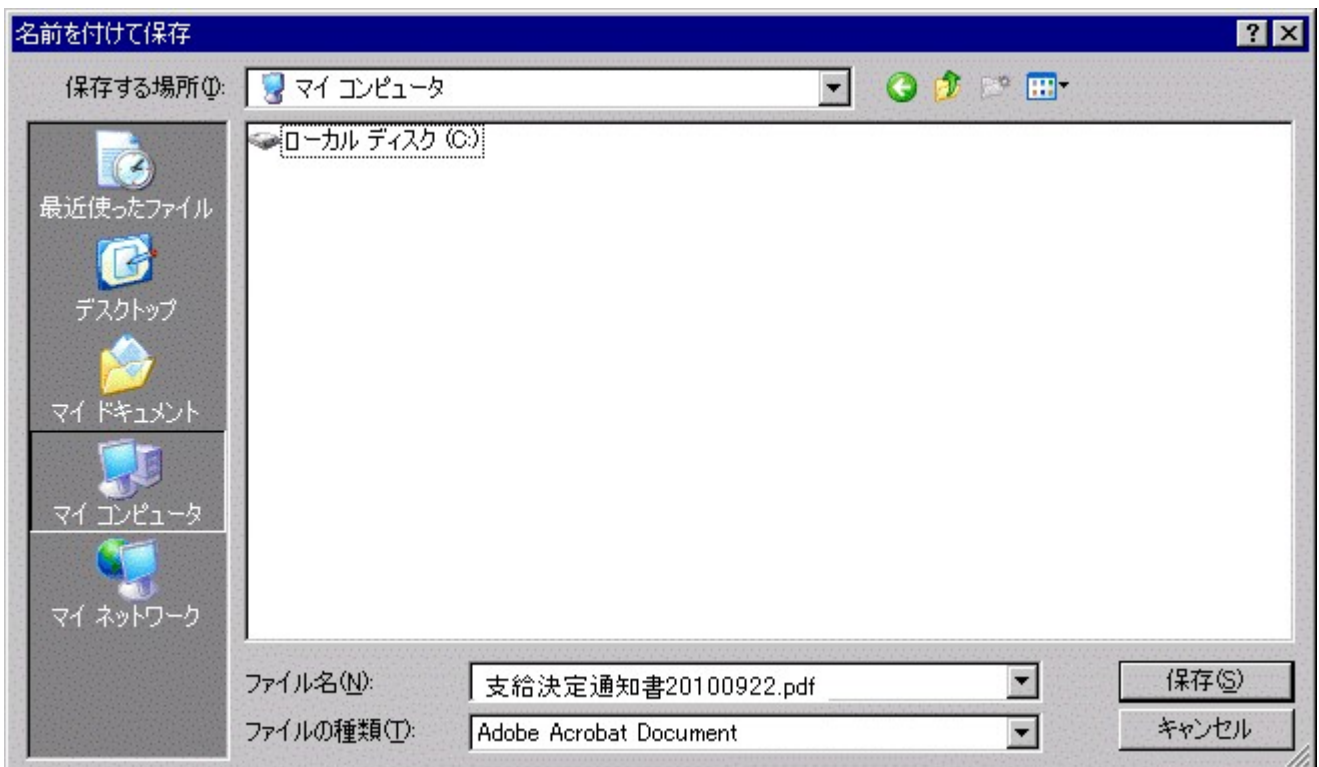 名前を付けて保存
保存する場所(I):
マイ コンピュータ
最近使ったファイル
デスクトップ
マイ ドキュメント
マイ コンピュータ
マイ ネットワーク
ローカル ディスク (C:)
ファイル名(N):
支給決定通知書20100922.pdf
保存(S)
ファイルの種類(T):
Adobe Acrobat Document
キャンセル